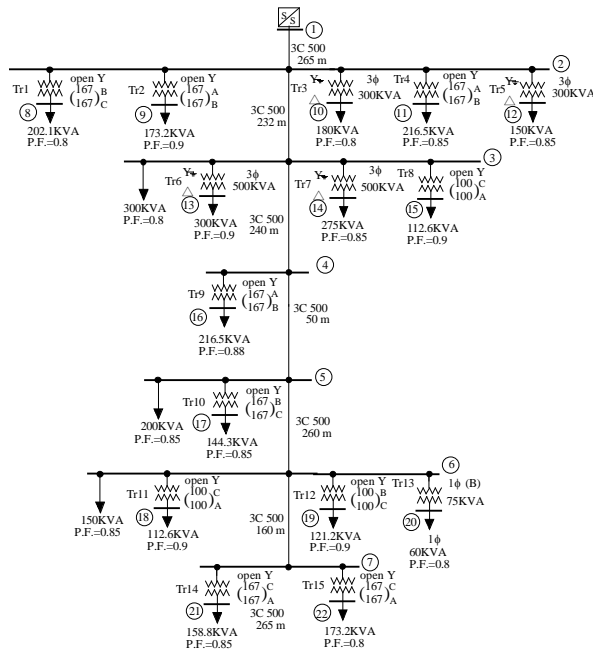 S S 1
3C 500
265 m
2
Tr1 open Y (167 167) B C
8
202.1KVA
P.F.=0.8
Tr2 open Y (167 167) A B
9
173.2KVA
P.F.=0.9
Tr3 Y 3ϕ 300KVA
△ 10
180KVA
P.F.=0.8
Tr4 open Y (167 167) A B
11
216.5KVA
P.F.=0.85
Tr5 Y 3ϕ 300KVA
△ 12
150KVA
P.F.=0.85
3C 500
232 m
3
300KVA
P.F.=0.8
Tr6 Y 3ϕ 500KVA
△ 13
300KVA
P.F.=0.9
Tr7 Y 3ϕ 500KVA
△ 14
275KVA
P.F.=0.85
Tr8 open Y (100 100) C A
15
112.6KVA
P.F.=0.9
3C 500
240 m
4
Tr9 open Y (167 167) A B
16
216.5KVA
P.F.=0.88
3C 500
50 m
5
200KVA
P.F.=0.85
Tr10 open Y (167 167) B C
17
144.3KVA
P.F.=0.85
3C 500
260 m
6
150KVA
P.F.=0.85
Tr11 open Y (100 100) C A
18
112.6KVA
P.F.=0.9
Tr12 open Y (100 100) B C
19
121.2KVA
P.F.=0.9
Tr13 1ϕ (B)
75KVA
20
1ϕ
60KVA
P.F.=0.8
3C 500
160 m
7
Tr14 open Y (167 167) C A
21
158.8KVA
P.F.=0.85
3C 500
265 m
Tr15 open Y (167 167) C A
22
173.2KVA
P.F.=0.8